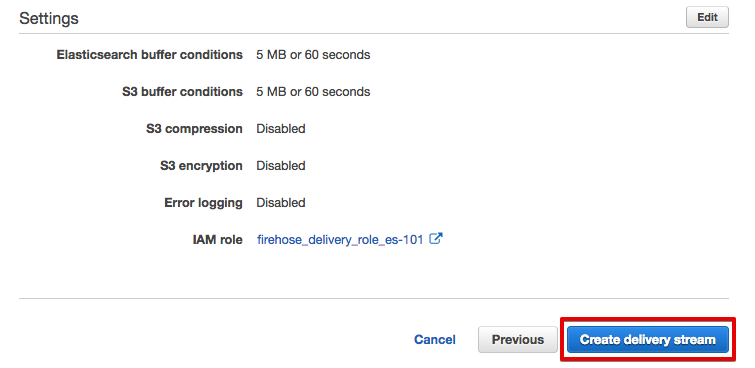 Settings
Edit
Elasticsearch buffer conditions 5 MB or 60 seconds
S3 buffer conditions 5 MB or 60 seconds
S3 compression Disabled
S3 encryption Disabled
Error logging Disabled
IAM role firehose_delivery_role_es-101
Cancel Previous Create delivery stream